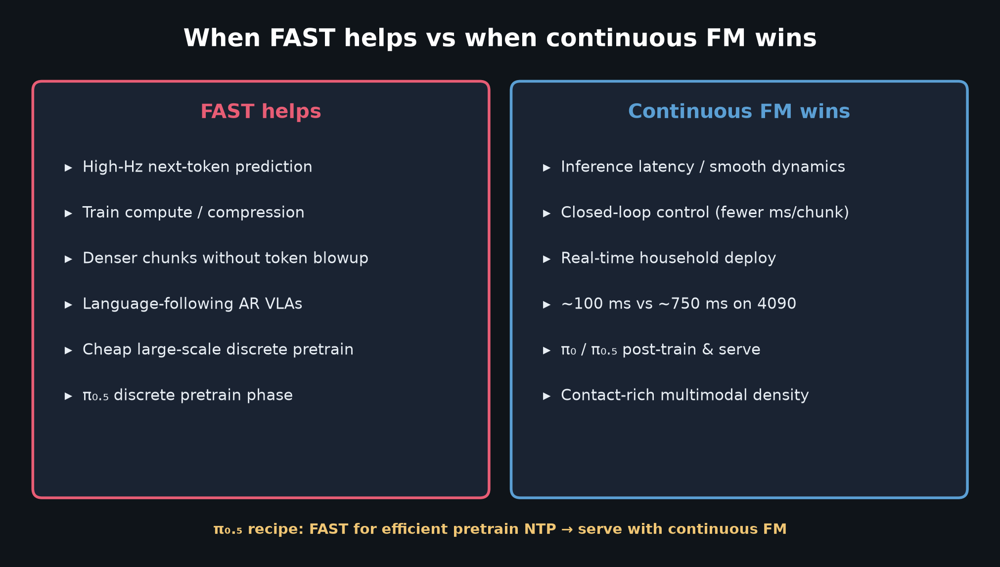 When FAST helps vs when continuous FM wins
FAST helps
▸ High-Hz next-token prediction
▸ Train compute / compression
▸ Denser chunks without token blowup
▸ Language-following AR VLAs
▸ Cheap large-scale discrete pretrain
▸ π₀.₅ discrete pretrain phase
Continuous FM wins
▸ Inference latency / smooth dynamics
▸ Closed-loop control (fewer ms/chunk)
▸ Real-time household deploy
▸ ~100 ms vs ~750 ms on 4090
▸ π₀ / π₀.₅ post-train & serve
▸ Contact-rich multimodal density
π₀.₅ recipe: FAST for efficient pretrain NTP → serve with continuous FM